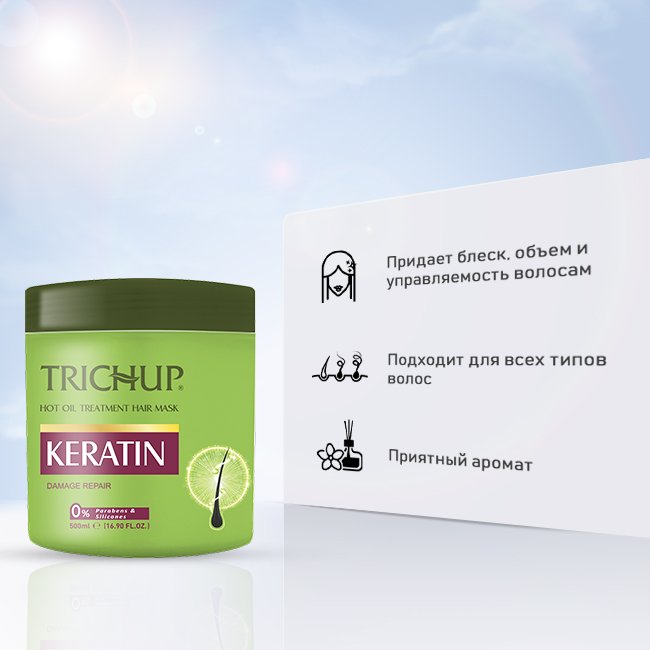 TRICHUP®
HOT OIL TREATMENT HAIR MASK
KERATIN
DAMAGE REPAIR
0% Parabens &
Silicones
500ml ℮ (16.90 FL.OZ.)
Придает блеск, объем и
управляемость волосам
Подходит для всех типов
волос
Приятный аромат